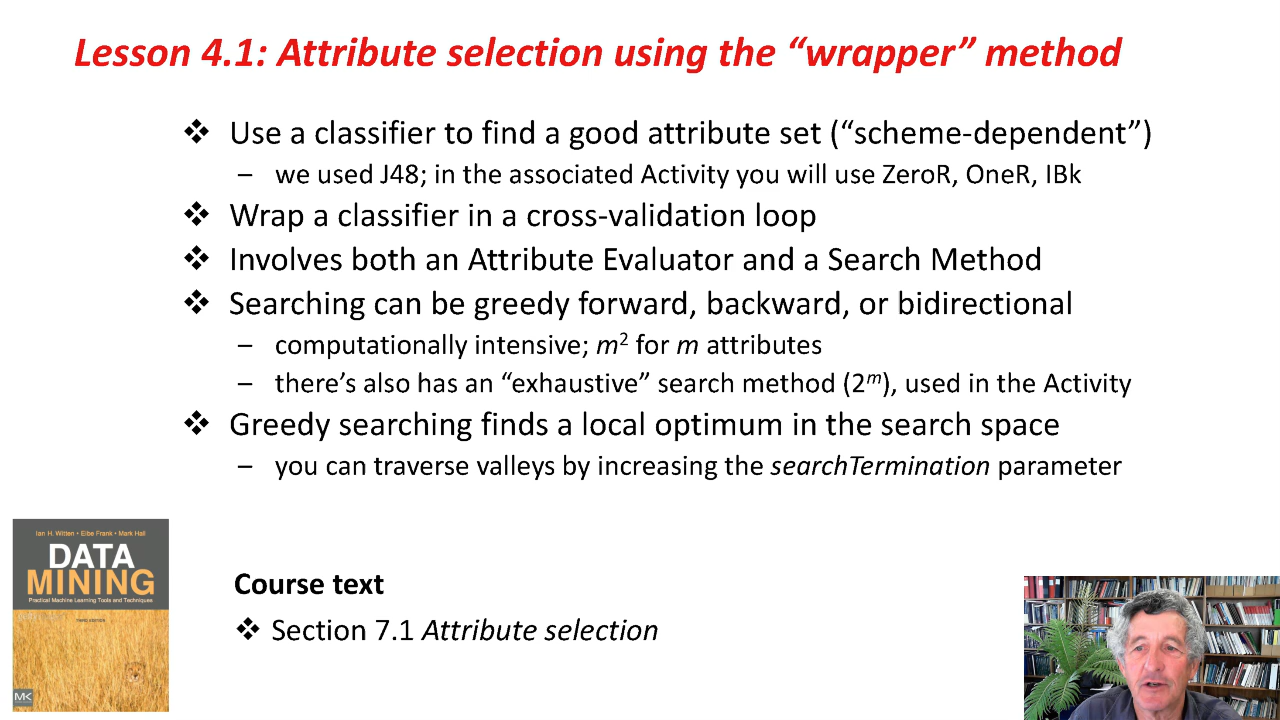 Lesson 4.1: Attribute selection using the “wrapper” method
❖ Use a classifier to find a good attribute set (“scheme-dependent”)
– we used J48; in the associated Activity you will use ZeroR, OneR, IBk
❖ Wrap a classifier in a cross-validation loop
❖ Involves both an Attribute Evaluator and a Search Method
❖ Searching can be greedy forward, backward, or bidirectional
– computationally intensive; m² for m attributes
– there’s also has an “exhaustive” search method (2ᵐ), used in the Activity
❖ Greedy searching finds a local optimum in the search space
– you can traverse valleys by increasing the searchTermination parameter
Ian H. Witten • Eibe Frank • Mark Hall
DATA
MINING
Practical Machine Learning Tools and Techniques
THIRD EDITION
MK
Course text
❖ Section 7.1 Attribute selection